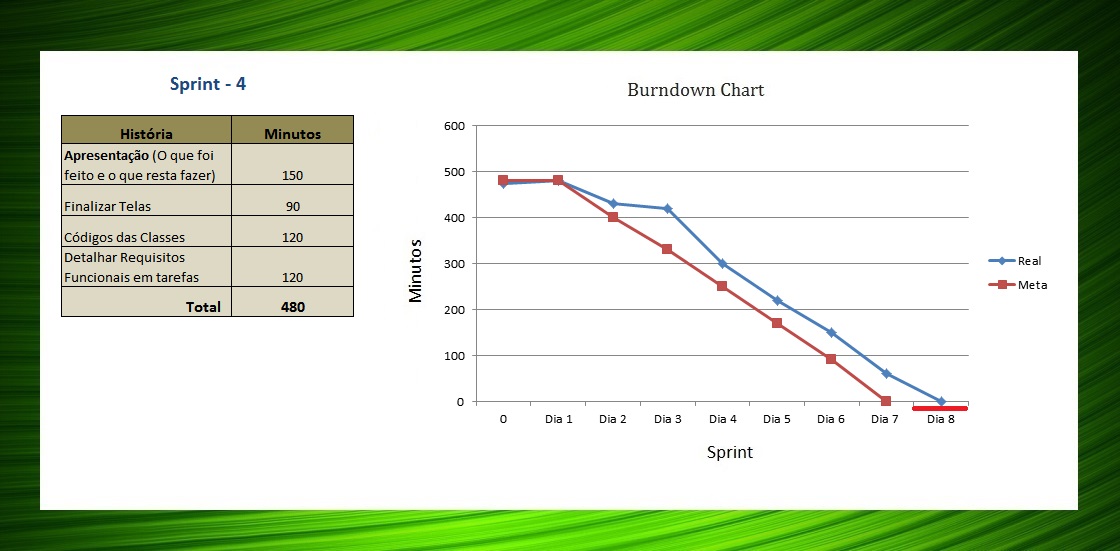 Sprint - 4
História Minutos
Apresentação (O que foi
feito e o que resta fazer) 150
Finalizar Telas 90
Códigos das Classes 120
Detalhar Requisitos
Funcionais em tarefas 120
Total 480
Burndown Chart
600
500
400
300
200
100
0
Minutos
0 Dia 1 Dia 2 Dia 3 Dia 4 Dia 5 Dia 6 Dia 7 Dia 8
Sprint
Real
Meta